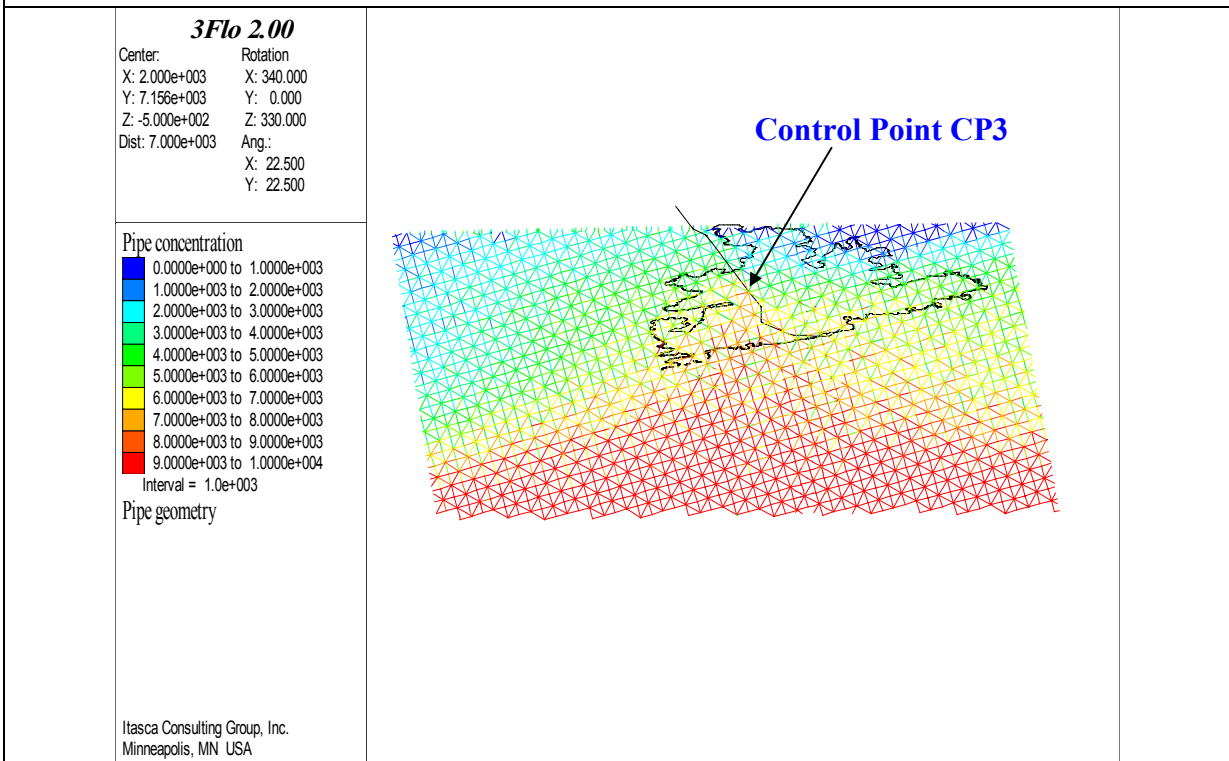 3Flo 2.00
Center: Rotation
X: 2.000e+003 X: 340.000
Y: 7.156e+003 Y: 0.000
Z: -5.000e+002 Z: 330.000
Dist: 7.000e+003 Ang.:
X: 22.500
Y: 22.500
Control Point CP3
Pipe concentration
0.0000e+000 to 1.0000e+003
1.0000e+003 to 2.0000e+003
2.0000e+003 to 3.0000e+003
3.0000e+003 to 4.0000e+003
4.0000e+003 to 5.0000e+003
5.0000e+003 to 6.0000e+003
6.0000e+003 to 7.0000e+003
7.0000e+003 to 8.0000e+003
8.0000e+003 to 9.0000e+003
9.0000e+003 to 1.0000e+004
Interval = 1.0e+003
Pipe geometry
Itasca Consulting Group, Inc.
Minneapolis, MN USA